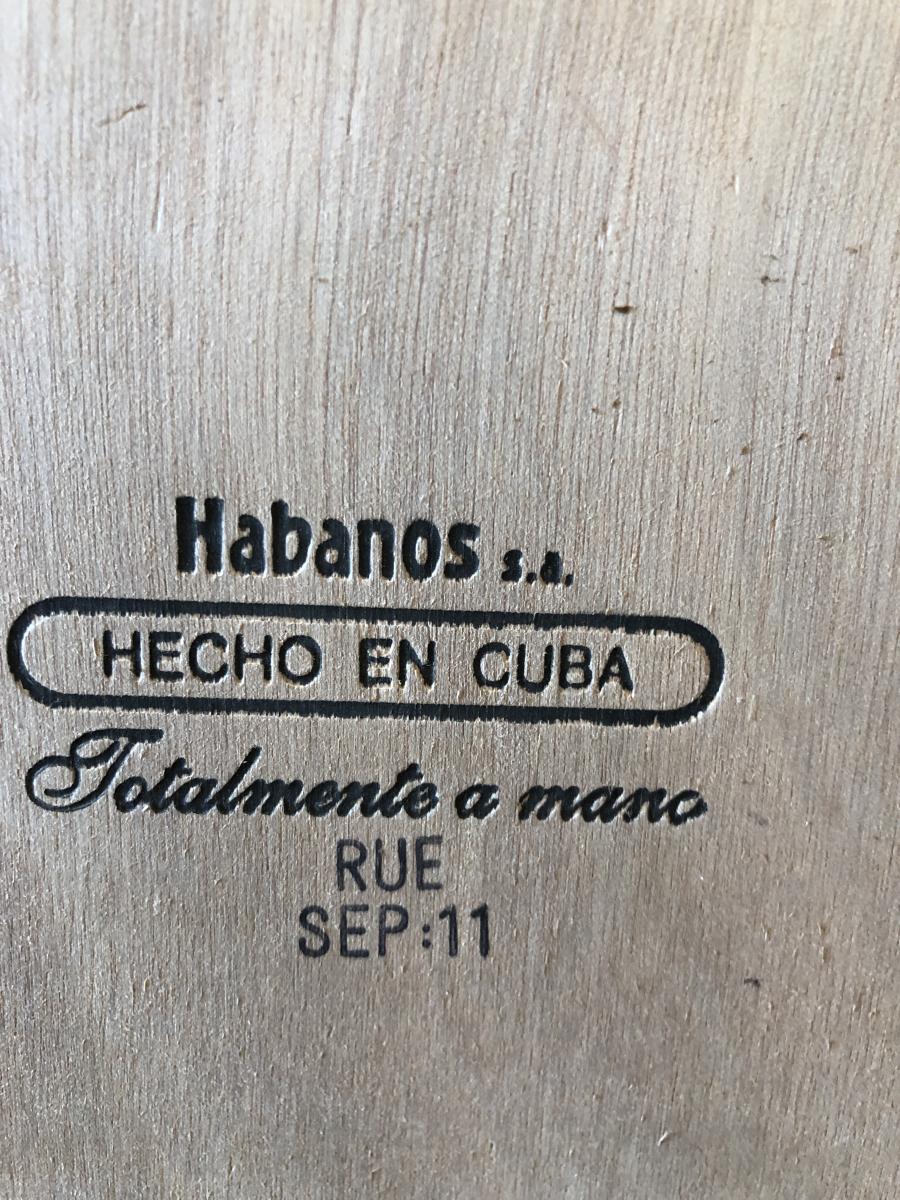 Habanos s.a.
HECHO EN CUBA
Totalmente a mano
RUE
SEP:11